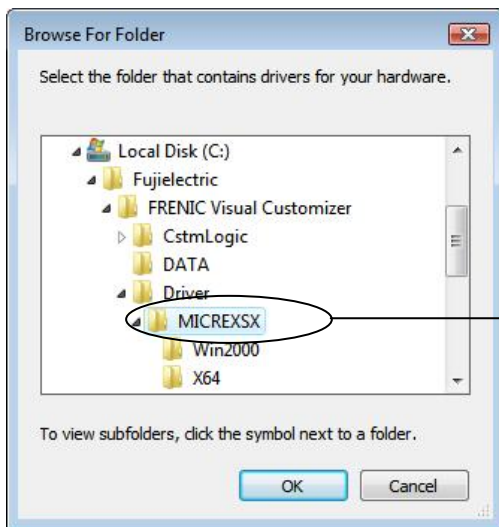 Browse For Folder
Select the folder that contains drivers for your hardware.
Local Disk (C:)
Fujielectric
FRENIC Visual Customizer
CstmLogic
DATA
Driver
MICREXSX
Win2000
X64
To view subfolders, click the symbol next to a folder.
OK Cancel